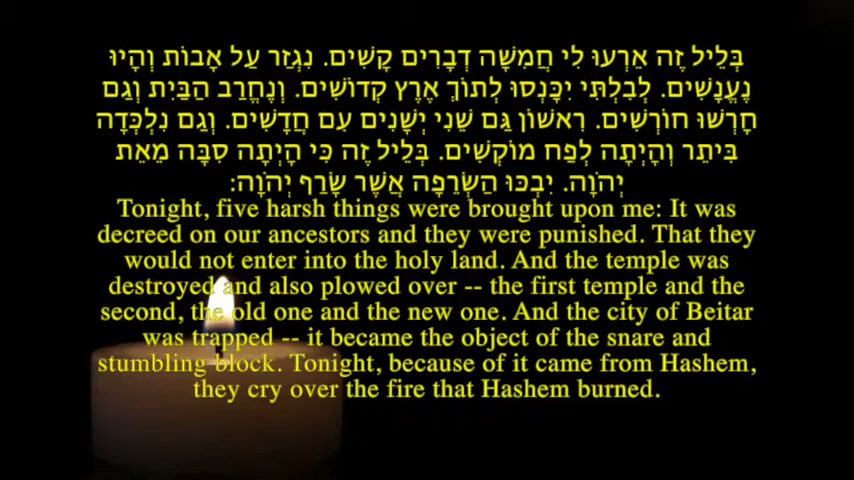 בְּלֵיל זֶה אֵרְעוּ לִי חֲמִשָּׁה דְבָרִים קָשִׁים. נִגְזַר עַל אָבוֹת וְהָיוּ
נֶעֱנָשִׁים. לְבִלְתִּי יִכָּנְסוּ לְתוֹךְ אֶרֶץ קְדוֹשִׁים. וְנֶחֱרַב הַבַּיִת וְגַם
חָרְשׁוּ חוֹרְשִׁים. רִאשׁוֹן גַּם שֵׁנִי יְשָׁנִים עִם חֲדָשִׁים. וְגַם נִלְכְּדָה
בִּיתֵר וְהָיְתָה לְפַח מוֹקְשִׁים. בְּלֵיל זֶה כִּי הָיְתָה סִבָּה מֵאֵת
יְהֹוָה. יִבְכּוּ הַשְּׂרֵפָה אֲשֶׁר שָׂרַף יְהֹוָה:
Tonight, five harsh things were brought upon me: It was
decreed on our ancestors and they were punished. That they
would not enter into the holy land. And the temple was
destroyed and also plowed over -- the first temple and the
second, the old one and the new one. And the city of Beitar
was trapped -- it became the object of the snare and
stumbling block. Tonight, because of it came from Hashem,
they cry over the fire that Hashem burned.